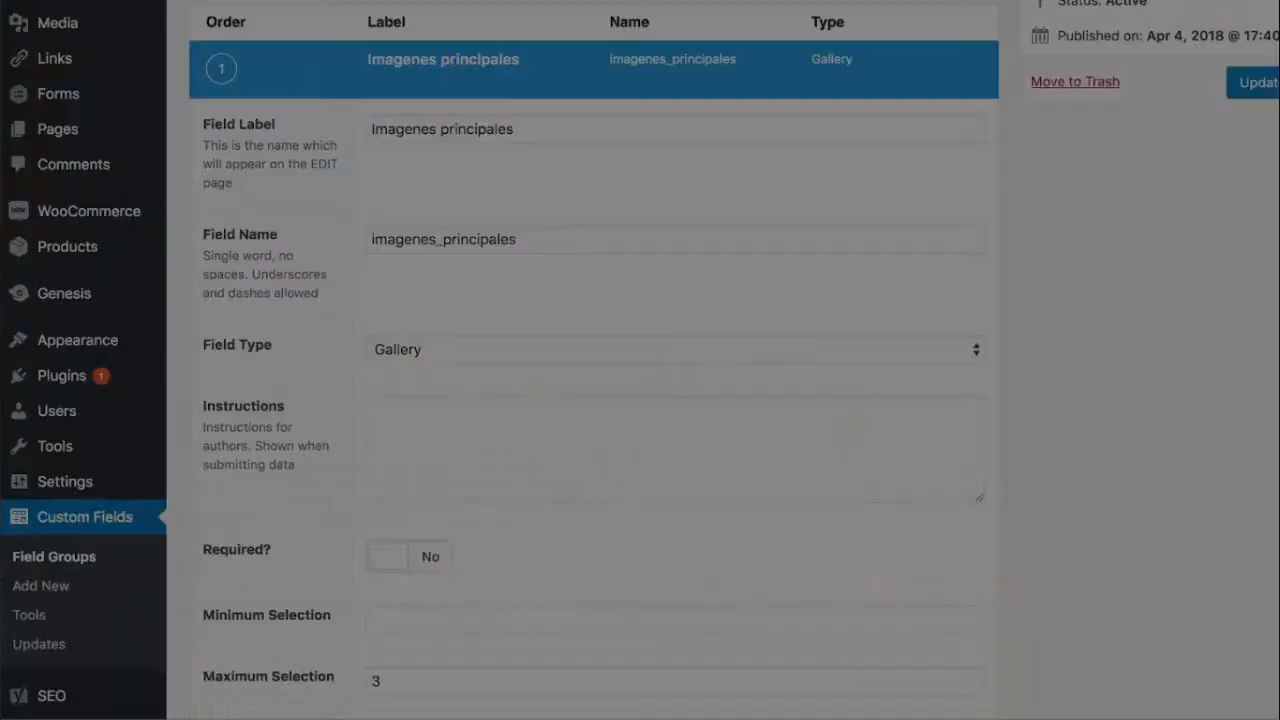 Media
Links
Forms
Pages
Comments
WooCommerce
Products
Genesis
Appearance
Plugins 1
Users
Tools
Settings
Custom Fields
Field Groups
Add New
Tools
Updates
SEO
Order Label Name Type
1 Imagenes principales imagenes_principales Gallery
Field Label
This is the name which
will appear on the EDIT
page
Imagenes principales
Field Name
Single word, no
spaces. Underscores
and dashes allowed
imagenes_principales
Field Type
Gallery
Instructions
Instructions for
authors. Shown when
submitting data
Required?
No
Minimum Selection
Maximum Selection
3
Status: Active
Published on: Apr 4, 2018 @ 17:40
Move to Trash
Updat